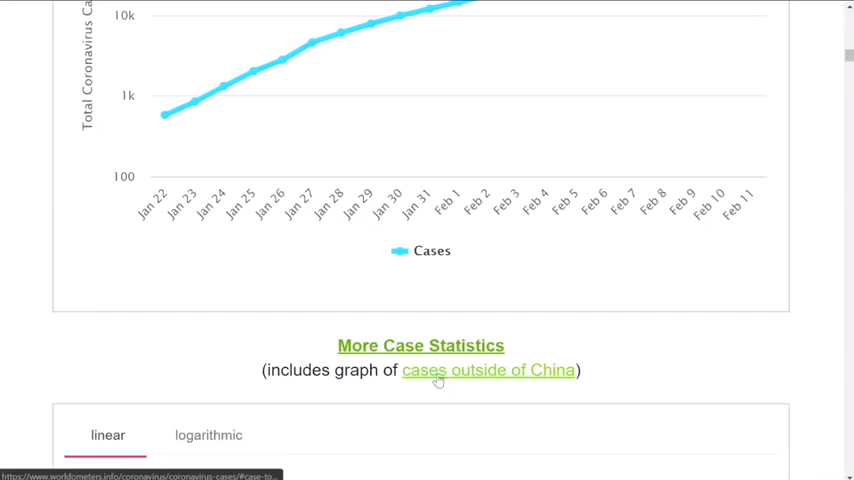 10k
1k
100
Total Coronavirus Ca
Jan 22
Jan 23
Jan 24
Jan 25
Jan 26
Jan 27
Jan 28
Jan 29
Jan 30
Jan 31
Feb 1
Feb 2
Feb 3
Feb 4
Feb 5
Feb 6
Feb 7
Feb 8
Feb 9
Feb 10
Feb 11
Cases
More Case Statistics
(includes graph of cases outside of China)
linear logarithmic
https://www.worldometers.info/coronavirus/coronavirus-cases/#case-to...